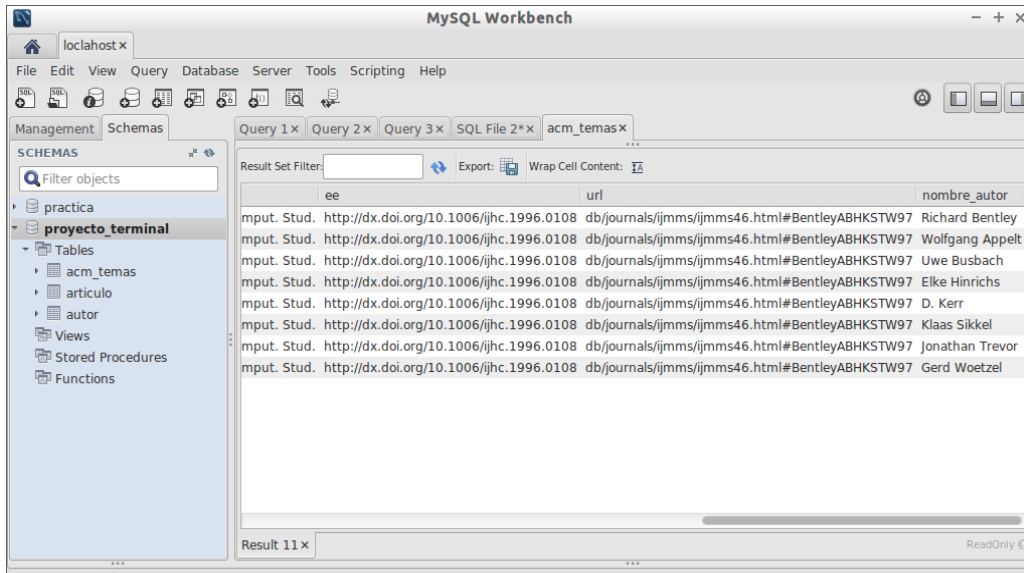 MySQL Workbench
loclahost
File Edit View Query Database Server Tools Scripting Help
Management Schemas Query 1 Query 2 Query 3 SQL File 2* acm_temas
SCHEMAS
Filter objects
practica
proyecto_terminal
Tables
acm_temas
articulo
autor
Views
Stored Procedures
Functions
Result Set Filter: Export: Wrap Cell Content:
ee url nombre_autor
mput. Stud. http://dx.doi.org/10.1006/ijhc.1996.0108 db/journals/ijmms/ijmms46.html#BentleyABHKSTW97 Richard Bentley
mput. Stud. http://dx.doi.org/10.1006/ijhc.1996.0108 db/journals/ijmms/ijmms46.html#BentleyABHKSTW97 Wolfgang Appelt
mput. Stud. http://dx.doi.org/10.1006/ijhc.1996.0108 db/journals/ijmms/ijmms46.html#BentleyABHKSTW97 Uwe Busbach
mput. Stud. http://dx.doi.org/10.1006/ijhc.1996.0108 db/journals/ijmms/ijmms46.html#BentleyABHKSTW97 Elke Hinrichs
mput. Stud. http://dx.doi.org/10.1006/ijhc.1996.0108 db/journals/ijmms/ijmms46.html#BentleyABHKSTW97 D. Kerr
mput. Stud. http://dx.doi.org/10.1006/ijhc.1996.0108 db/journals/ijmms/ijmms46.html#BentleyABHKSTW97 Klaas Sikkel
mput. Stud. http://dx.doi.org/10.1006/ijhc.1996.0108 db/journals/ijmms/ijmms46.html#BentleyABHKSTW97 Jonathan Trevor
mput. Stud. http://dx.doi.org/10.1006/ijhc.1996.0108 db/journals/ijmms/ijmms46.html#BentleyABHKSTW97 Gerd Woetzel
Result 11 ReadOnly